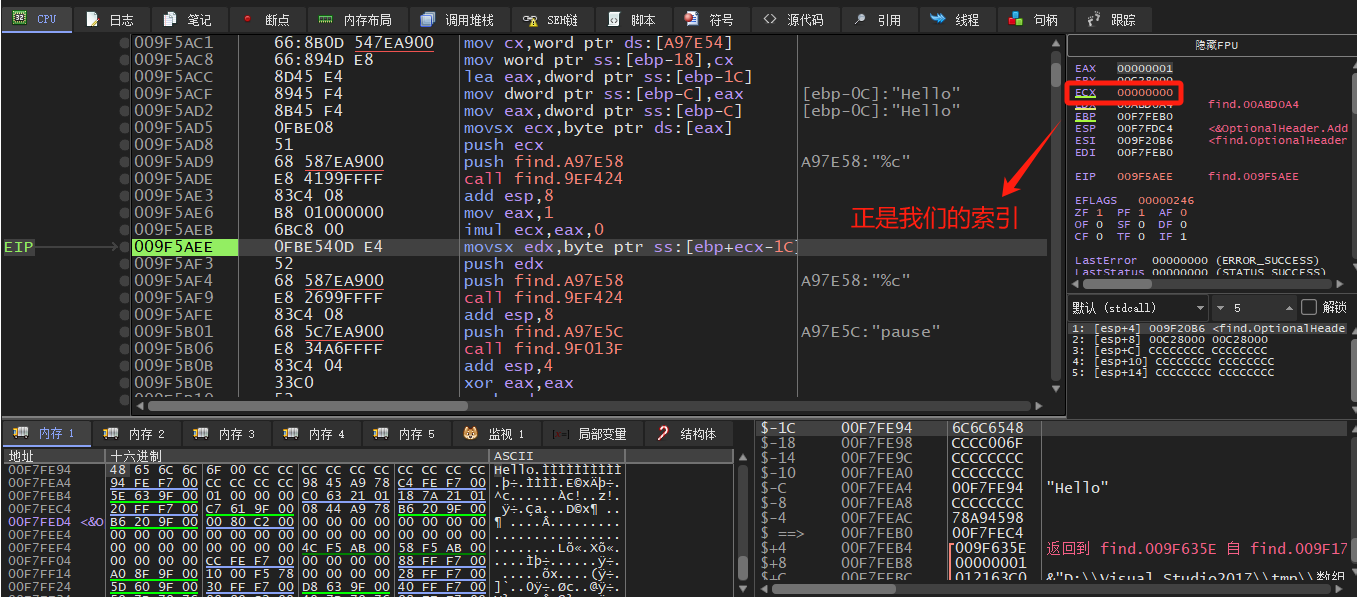 CPU 日志 笔记 断点 内存布局 调用堆栈 SEH链 脚本 符号 源代码 引用 线程 句柄 跟踪
009F5AC1 66:8B0D 547EA900 mov cx,word ptr ds:[A97E54]
009F5AC8 66:894D E8 mov word ptr ss:[ebp-18],cx
009F5ACC 8D45 E4 lea eax,dword ptr ss:[ebp-1C]
009F5ACF 8945 F4 mov dword ptr ss:[ebp-C],eax [ebp-0C]:"Hello"
009F5AD2 8B45 F4 mov eax,dword ptr ss:[ebp-C] [ebp-0C]:"Hello"
009F5AD5 0FBE08 movsx ecx,byte ptr ds:[eax]
009F5AD8 51 push ecx
009F5AD9 68 587EA900 push find.A97E58 A97E58:"%c"
009F5ADE E8 4199FFFF call find.9EF424
009F5AE3 83C4 08 add esp,8
009F5AE6 B8 01000000 mov eax,1
009F5AEB 6BC8 00 imul ecx,eax,0
EIP 009F5AEE 0FBE540D E4 movsx edx,byte ptr ss:[ebp+ecx-1C]
009F5AF3 52 push edx
009F5AF4 68 587EA900 push find.A97E58 A97E58:"%c"
009F5AF9 E8 2699FFFF call find.9EF424
009F5AFE 83C4 08 add esp,8
009F5B01 68 5C7EA900 push find.A97E5C A97E5C:"pause"
009F5B06 E8 34A6FFFF call find.9F013F
009F5B0B 83C4 04 add esp,4
009F5B0E 33C0 xor eax,eax
正是我们的索引
隐藏FPU
EAX 00000001
ECX 00000000
EBP 00F7FEB0
ESP 00F7FDC4 <&OptionalHeader.Add
ESI 009F20B6 <find.OptionalHeader
EDI 00F7FEB0
EIP 009F5AEE find.009F5AEE
EFLAGS 00000246
ZF 1 PF 1 AF 0
OF 0 SF 0 DF 0
CF 0 TF 0 IF 1
LastError 00000000 (ERROR_SUCCESS)
LastStatus 00000000 (STATUS_SUCCESS)
默认 (stdcall) 5 解锁
1: [esp+4] 009F20B6 <find.OptionalHeade
2: [esp+8] 00C28000 00C28000
3: [esp+C] CCCCCCCC CCCCCCCC
4: [esp+10] CCCCCCCC CCCCCCCC
5: [esp+14] CCCCCCCC CCCCCCCC
内存 1 内存 2 内存 3 内存 4 内存 5 监视 1 局部变量 结构体
地址 十六进制 ASCII
00F7FE94 48 65 6C 6C 6F 00 CC CC CC CC CC CC CC CC CC CC Hello.ÌÌÌÌÌÌÌÌÌÌ
00F7FEA4 94 FE F7 00 CC CC CC CC 98 45 A9 78 C4 FE F7 00
00F7FEB4 5E 63 9F 00 01 00 00 00 C0 63 21 01 18 7A 21 01
00F7FEC4 20 FF F7 00 C7 61 9F 00 08 44 A9 78 B6 20 9F 00
00F7FED4 <&O B6 20 9F 00 00 80 C2 00 00 00 00 00 00 00 00 00
00F7FEE4 00 00 00 00 00 00 00 00 00 00 00 00 00 00 00 00
00F7FEF4 00 00 00 00 00 00 00 00 4C F5 AB 00 58 F5 AB 00
00F7FF04 00 00 00 00 CC FE F7 00 00 00 00 00 88 FF F7 00
00F7FF14 A0 8F 9F 00 10 00 F5 78 00 00 00 00 28 FF F7 00
00F7FF24 5D 60 9F 00 30 FF F7 00 D8 63 9F 00 40 FF F7 00
$-1C 00F7FE94 6C6C6548
$-18 00F7FE98 CCCC006F
$-14 00F7FE9C CCCCCCCC
$-10 00F7FEA0 CCCCCCCC
$-C 00F7FEA4 00F7FE94 "Hello"
$-8 00F7FEA8 CCCCCCCC
$-4 00F7FEAC 78A94598
$ ==> 00F7FEB0 00F7FEC4
$+4 00F7FEB4 009F635E 返回到 find.009F635E 自 find.009F17
$+8 00F7FEB8 00000001
$+C 00F7FEBC 012163C0 &"D:\\Visual Studio2017\\tmp\\数组